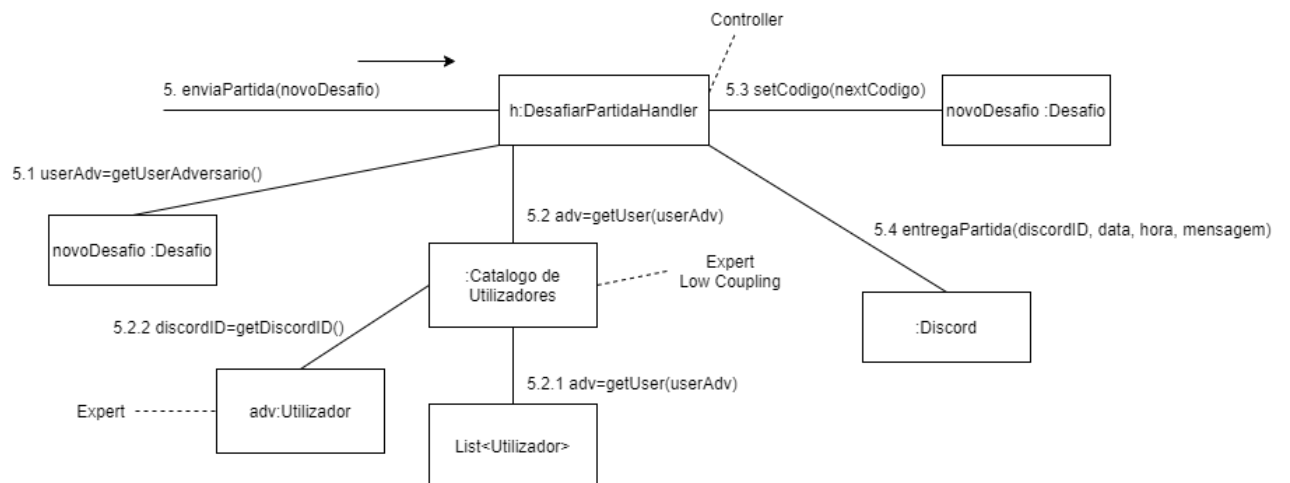 Controller
5. enviaPartida(novoDesafio)
5.3 setCodigo(nextCodigo)
h:DesafiarPartidaHandler
novoDesafio :Desafio
5.1 userAdv=getUserAdversario()
5.2 adv=getUser(userAdv)
5.4 entregaPartida(discordID, data, hora, mensagem)
novoDesafio :Desafio
:Catalogo de
Utilizadores
Expert
Low Coupling
5.2.2 discordID=getDiscordID()
:Discord
5.2.1 adv=getUser(userAdv)
Expert
adv:Utilizador
List<Utilizador>